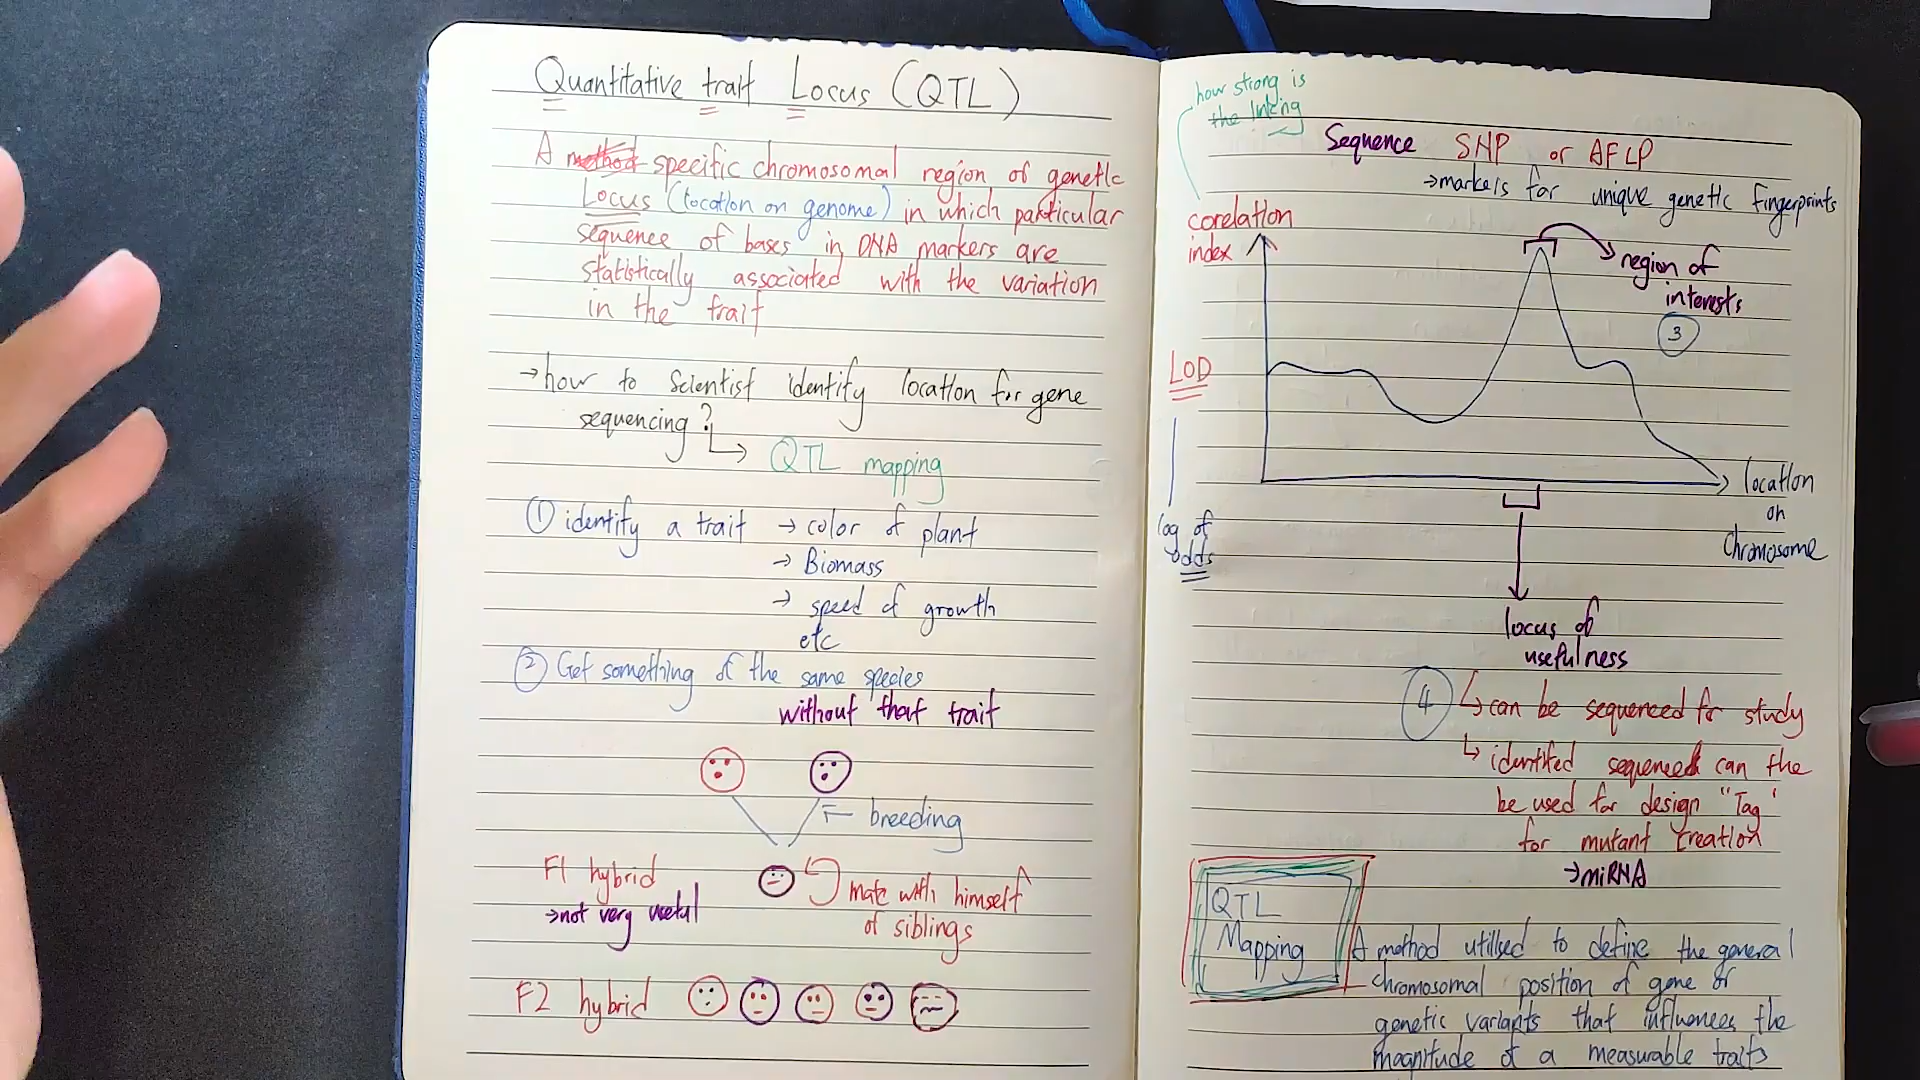 Quantitative trait Locus (QTL)
A method specific chromosomal region of genetic
Locus (location on genome) in which particular
sequence of bases in DNA markers are
statistically associated with the variation
in the trait
→ how to scientist identify location for gene
sequencing?
QTL mapping
① identify a trait → color of plant
→ Biomass
→ speed of growth
etc
② Get something of the same species
without that trait
← breeding
F1 hybrid
→ not very useful
mate with himself
of siblings
F2 hybrid
how strong is
the linking
Sequence SNP or AFLP
→ markers for unique genetic fingerprints
corelation
index
region of
interests
③
LOD
log of
odds
location
on
chromosome
locus of
usefulness
④ ↳ can be sequenced for study
↳ identified sequenced can the
be used for design "Tag"
for mutant creation
→ miRNA
QTL
Mapping
A method utilised to define the general
chromosomal position of gene or
genetic variants that influences the
magnitude of a measurable traits